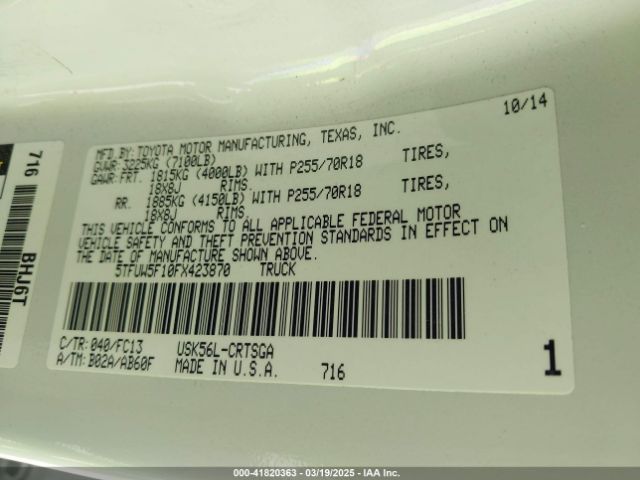 10/14
MFD BY: TOYOTA MOTOR MANUFACTURING, TEXAS, INC.
GVWR: 3225KG (7100LB)
GAWR: FRT. 1815KG (4000LB) WITH P255/70R18 TIRES,
18X8J RIMS.
RR. 1885KG (4150LB) WITH P255/70R18 TIRES,
18X8J RIMS.
THIS VEHICLE CONFORMS TO ALL APPLICABLE FEDERAL MOTOR
VEHICLE SAFETY AND THEFT PREVENTION STANDARDS IN EFFECT ON
THE DATE OF MANUFACTURE SHOWN ABOVE.
5TFUW5F10FX423870 TRUCK
C/TR: 040/FC13 USK56L-CRTSGA
A/TM: B02A/AB60F MADE IN U.S.A. 716
1
716
BHJ6T
000-41820363 — 03/19/2025 — IAA Inc.